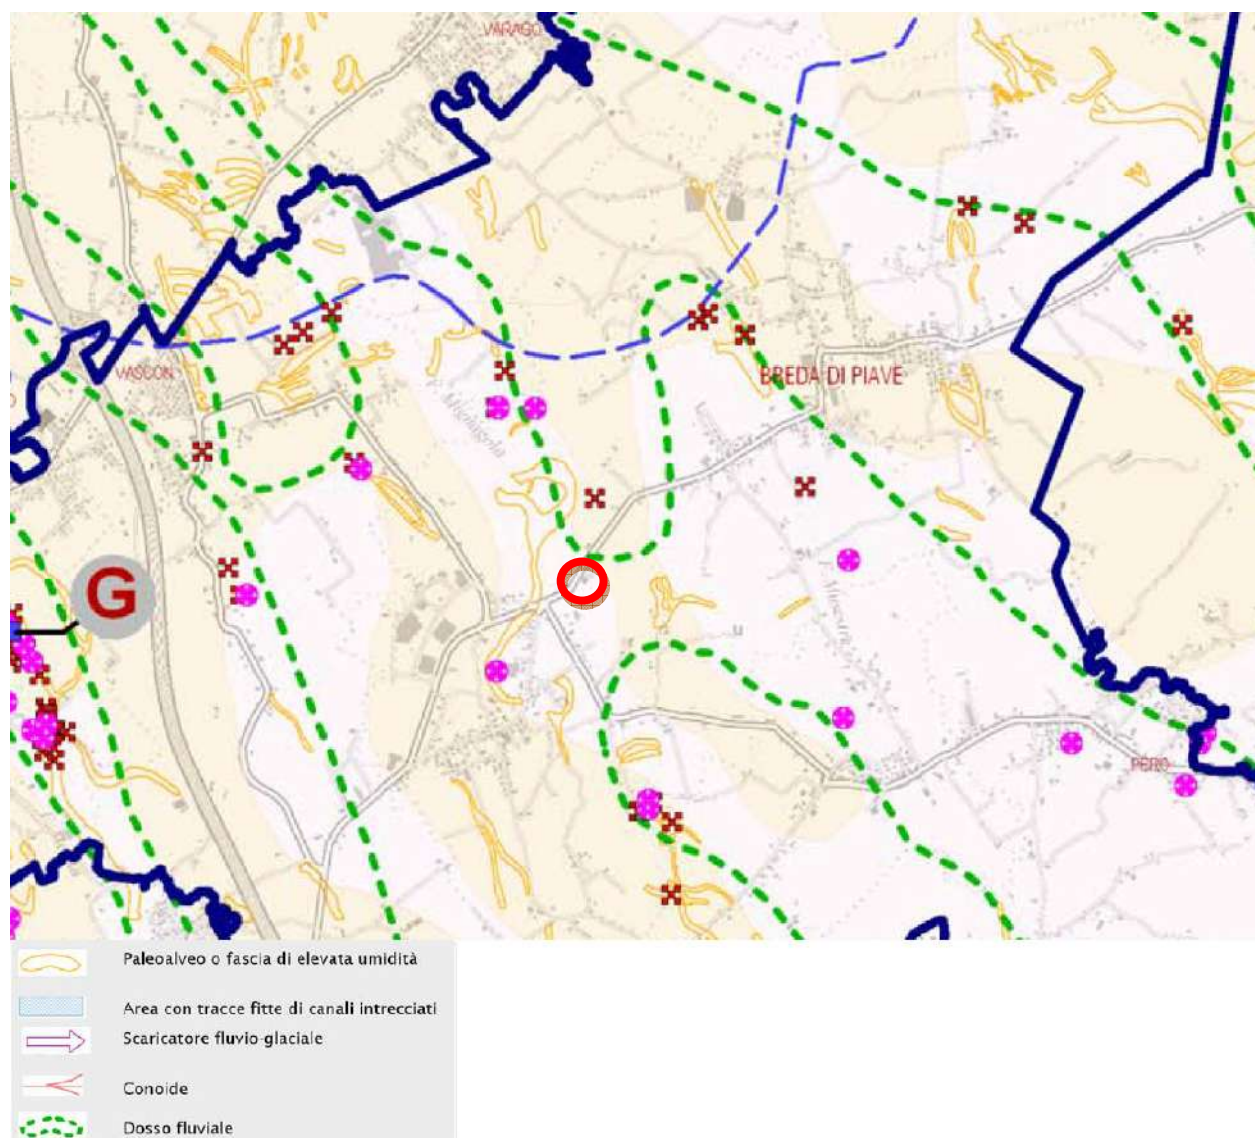 VARAGO
VASCON
BREDA DI PIAVE
G
PERO
Paleoalveo o fascia di elevata umidità
Area con tracce fitte di canali intrecciati
Scaricatore fluvio-glaciale
Conoide
Dosso fluviale